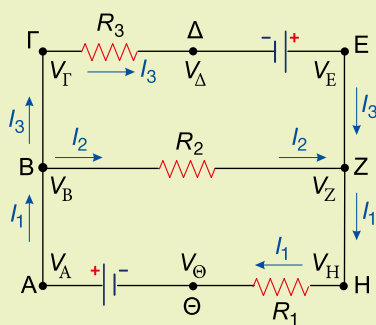 Γ R3 Δ - + E
VΓ I3 VΔ VE
I3 I3
I2 R2 I2
B Z
VB VZ
I1 I1
VA + - VΘ I1 VH
A Θ R1 H